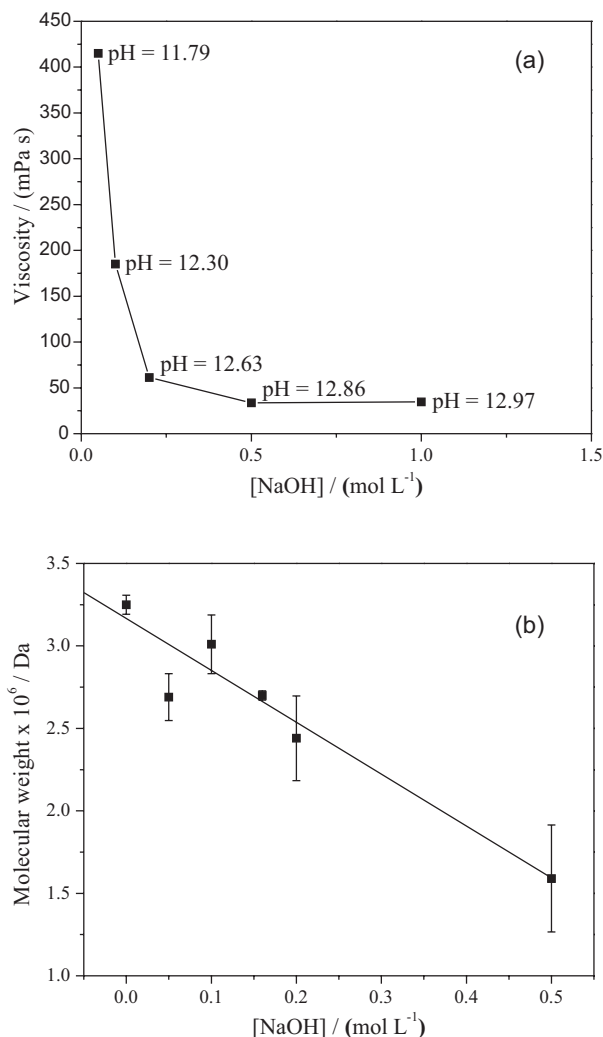 (a)
Viscosity / (mPa s)
450
400
350
300
250
200
150
100
50
0
pH = 11.79
pH = 12.30
pH = 12.63
pH = 12.86
pH = 12.97
0.0
0.5
1.0
1.5
[NaOH] / (mol L⁻¹)
(b)
Molecular weight x 10⁶ / Da
3.5
3.0
2.5
2.0
1.5
1.0
0.0
0.1
0.2
0.3
0.4
0.5
[NaOH] / (mol L⁻¹)